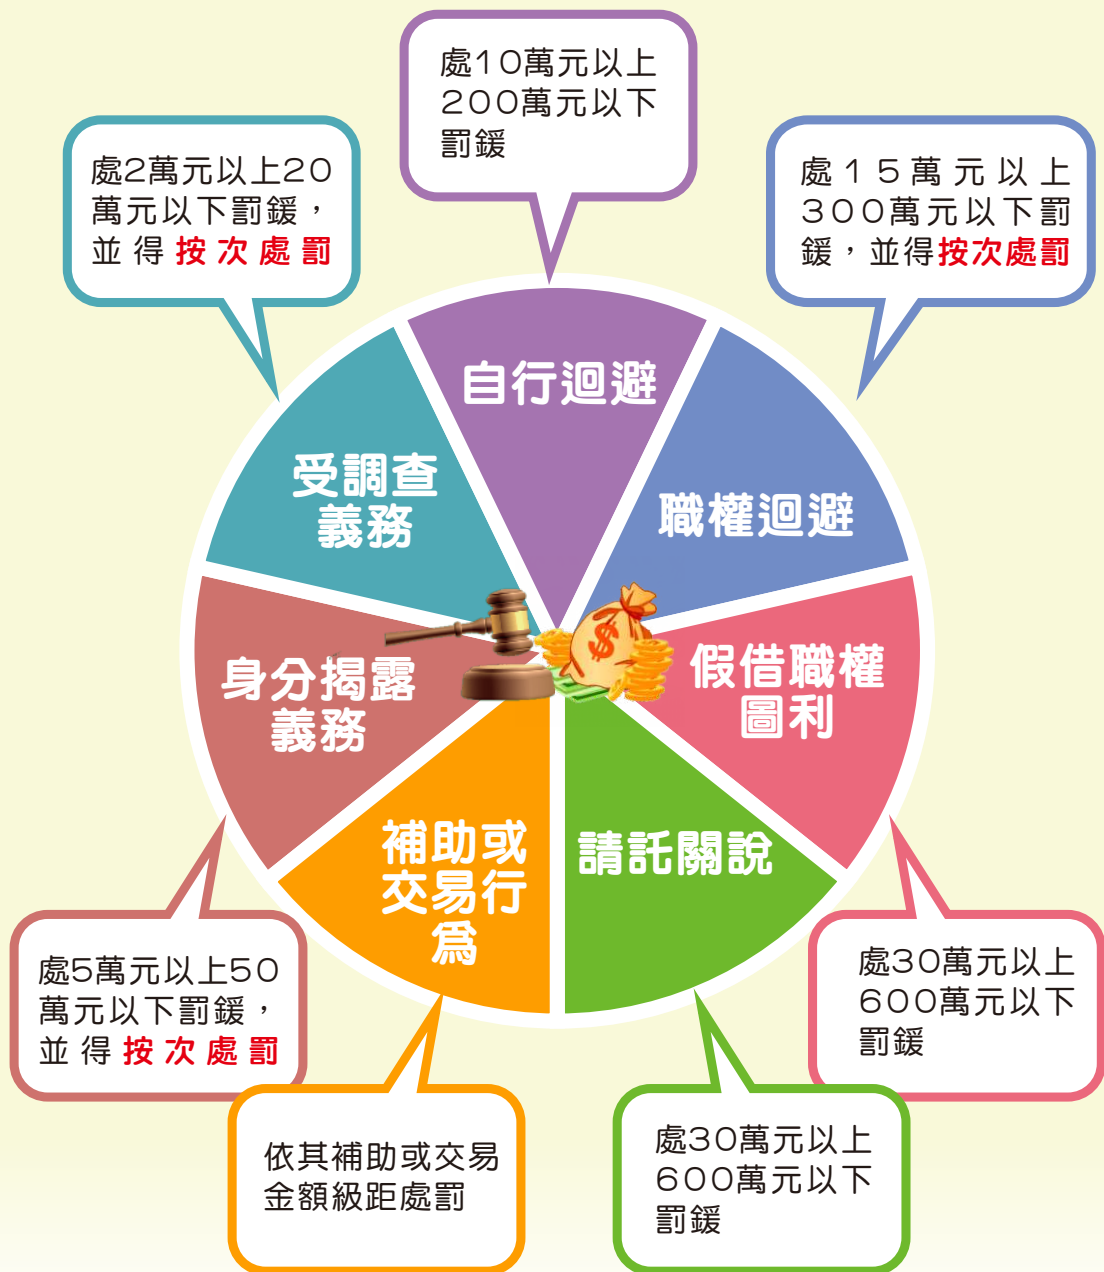 處10萬元以上
200萬元以下
罰鍰
處2萬元以上20
萬元以下罰鍰，
並得按次處罰
處15萬元以上
300萬元以下罰
鍰，並得按次處罰
自行迴避
受調查
義務
職權迴避
身分揭露
義務
假借職權
圖利
補助或
交易行
為
請託關說
處5萬元以上50
萬元以下罰鍰，
並得按次處罰
處30萬元以上
600萬元以下
罰鍰
依其補助或交易
金額級距處罰
處30萬元以上
600萬元以下
罰鍰